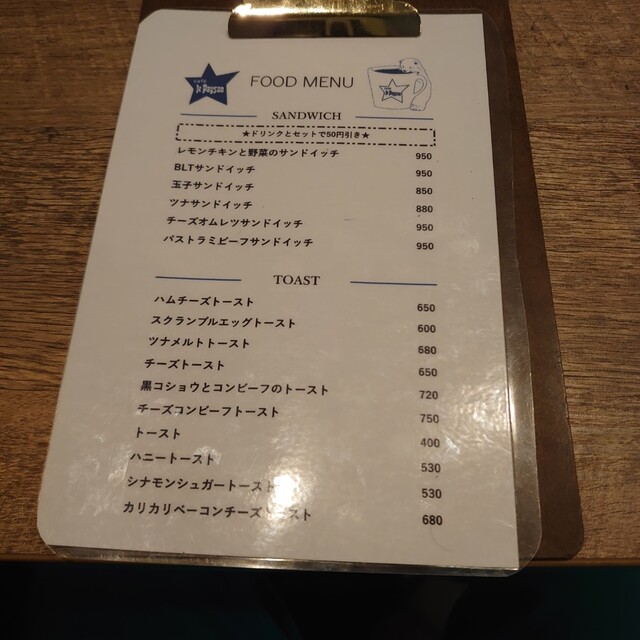 cafe
le Paysan
FOOD MENU
SANDWICH
★ドリンクとセットで50円引き★
レモンチキンと野菜のサンドイッチ 950
BLTサンドイッチ 950
玉子サンドイッチ 850
ツナサンドイッチ 880
チーズオムレツサンドイッチ 950
パストラミビーフサンドイッチ 950
TOAST
ハムチーズトースト 650
スクランブルエッグトースト 600
ツナメルトトースト 680
チーズトースト 650
黒コショウとコンビーフのトースト 720
チーズコンビーフトースト 750
トースト 400
ハニートースト 530
シナモンシュガートースト 530
カリカリベーコンチーズトースト 680